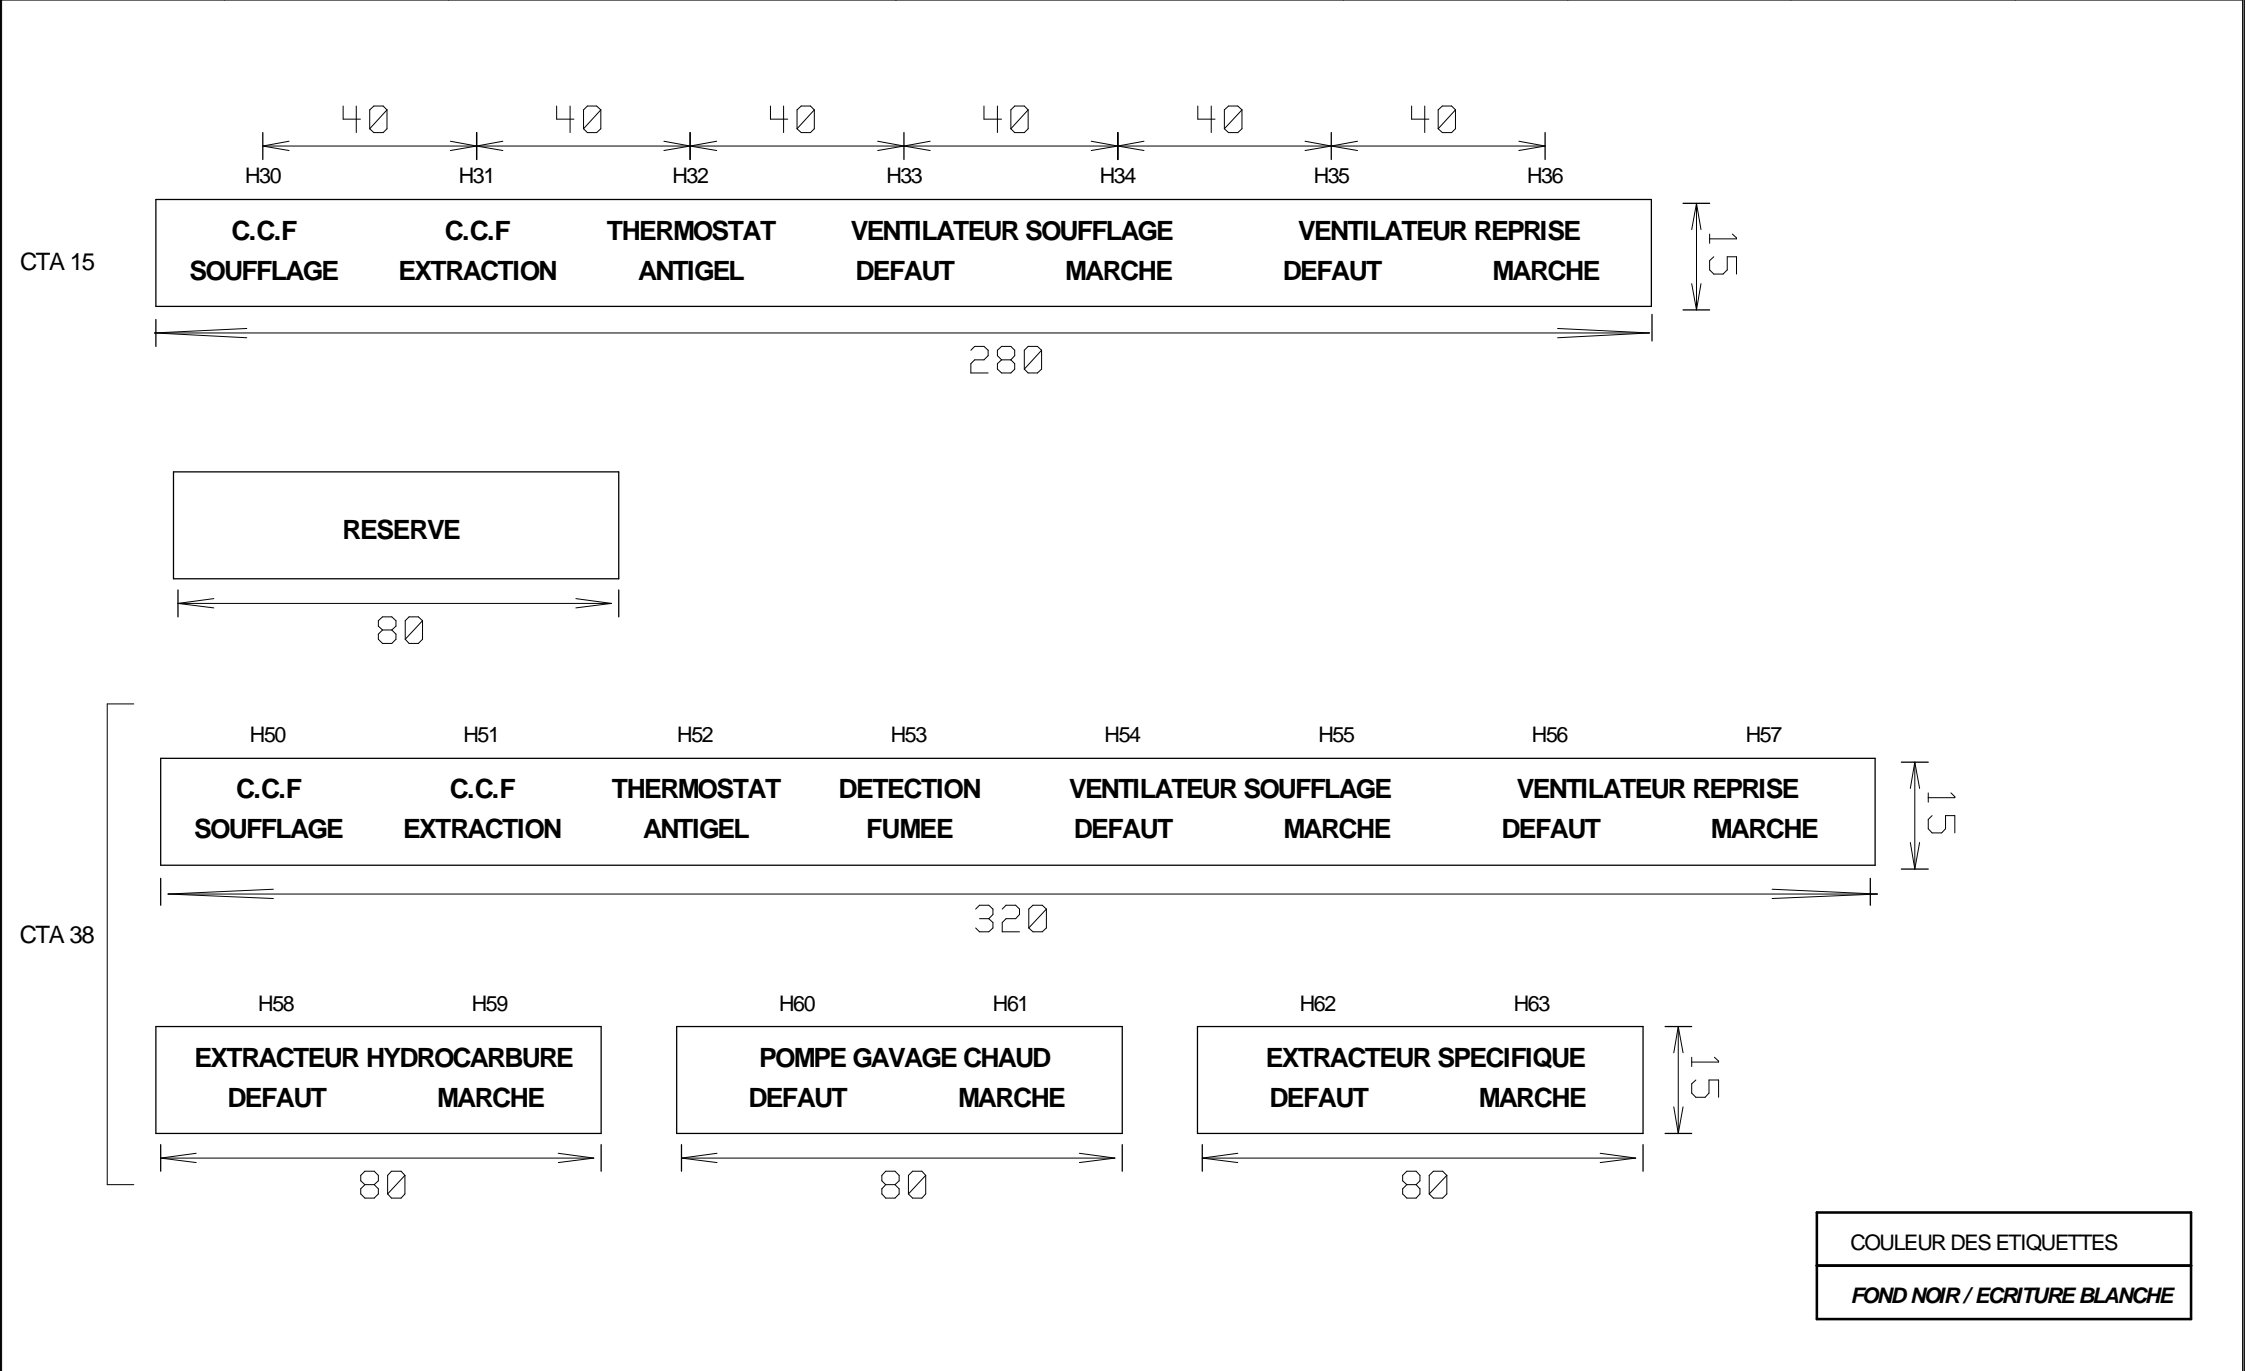 40 40 40 40 40 40
H30 H31 H32 H33 H34 H35 H36
CTA 15
C.C.F C.C.F THERMOSTAT VENTILATEUR SOUFFLAGE VENTILATEUR REPRISE
SOUFFLAGE EXTRACTION ANTIGEL DEFAUT MARCHE DEFAUT MARCHE
15
280
RESERVE
80
H50 H51 H52 H53 H54 H55 H56 H57
C.C.F C.C.F THERMOSTAT DETECTION VENTILATEUR SOUFFLAGE VENTILATEUR REPRISE
SOUFFLAGE EXTRACTION ANTIGEL FUMEE DEFAUT MARCHE DEFAUT MARCHE
15
320
CTA 38
H58 H59 H60 H61 H62 H63
EXTRACTEUR HYDROCARBURE POMPE GAVAGE CHAUD EXTRACTEUR SPECIFIQUE
DEFAUT MARCHE DEFAUT MARCHE DEFAUT MARCHE
15
80 80 80
COULEUR DES ETIQUETTES
FOND NOIR / ECRITURE BLANCHE